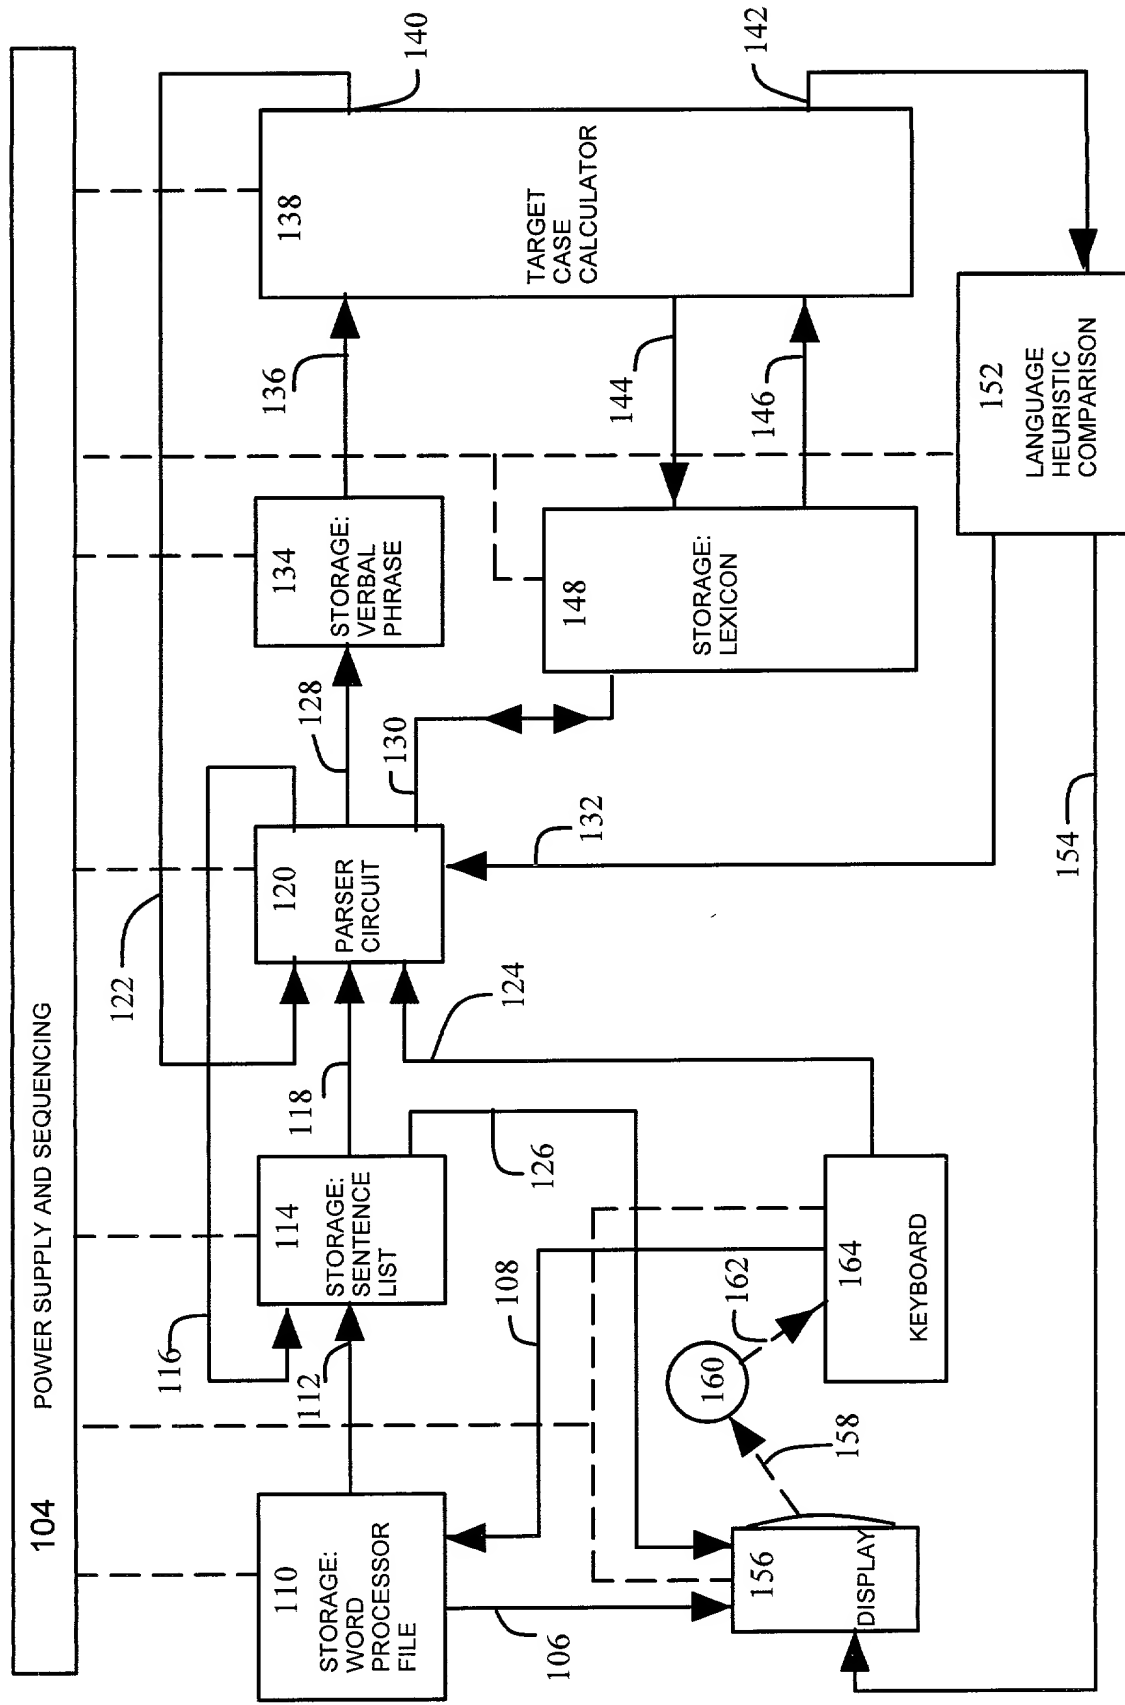 104 POWER SUPPLY AND SEQUENCING
110
STORAGE:
WORD
PROCESSOR
FILE
112
116
114
STORAGE:
SENTENCE
LIST
118
122
120
PARSER
CIRCUIT
128
130
134
STORAGE:
VERBAL
PHRASE
136
138
TARGET
CASE
CALCULATOR
140
142
106
108
126
124
132
148
STORAGE:
LEXICON
144
146
156
DISPLAY
158
160
162
164
KEYBOARD
154
152
LANGUAGE
HEURISTIC
COMPARISON